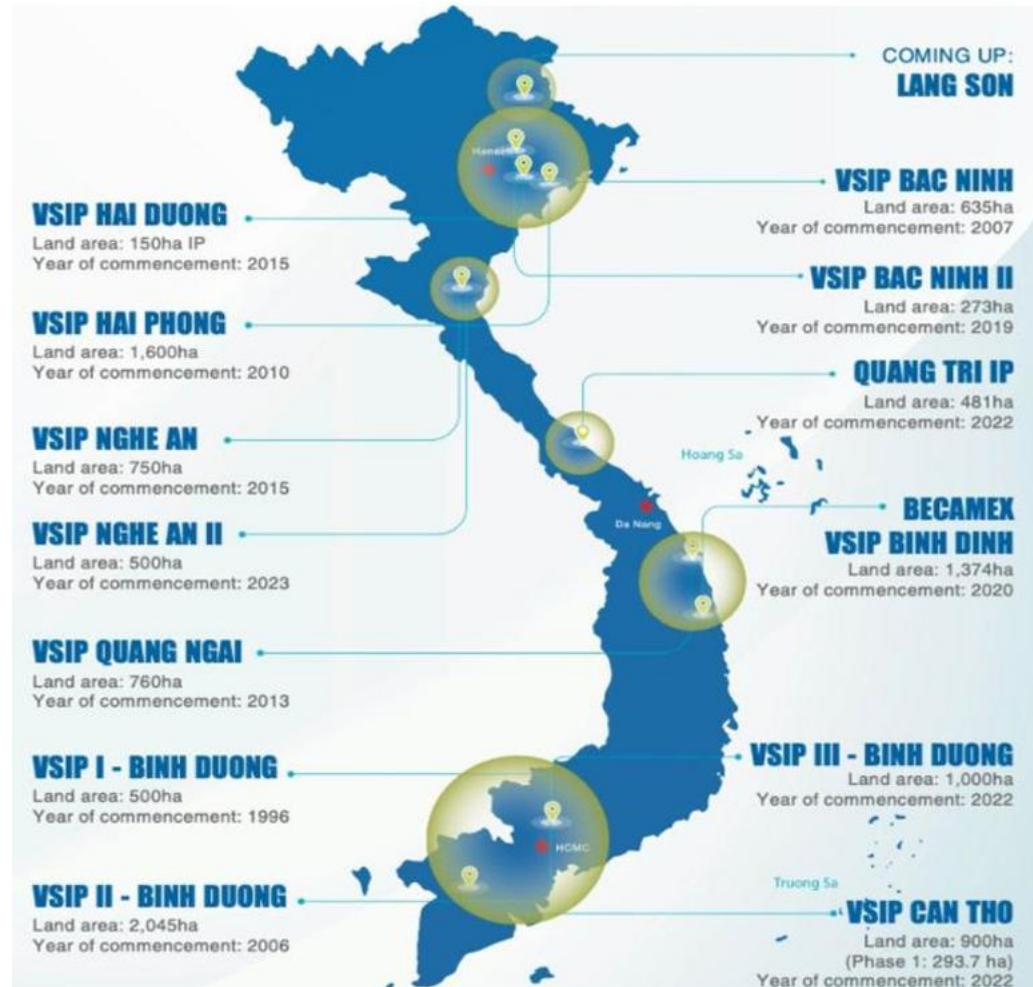 COMING UP:
LANG SON
Hanoi
VSIP HAI DUONG
Land area: 150ha IP
Year of commencement: 2015
VSIP BAC NINH
Land area: 635ha
Year of commencement: 2007
VSIP HAI PHONG
Land area: 1,600ha
Year of commencement: 2010
VSIP BAC NINH II
Land area: 273ha
Year of commencement: 2019
VSIP NGHE AN
Land area: 750ha
Year of commencement: 2015
QUANG TRI IP
Land area: 481ha
Year of commencement: 2022
Hoang Sa
VSIP NGHE AN II
Land area: 500ha
Year of commencement: 2023
Da Nang
BECAMEX
VSIP BINH DINH
Land area: 1,374ha
Year of commencement: 2020
VSIP QUANG NGAI
Land area: 760ha
Year of commencement: 2013
VSIP I - BINH DUONG
Land area: 500ha
Year of commencement: 1996
VSIP III - BINH DUONG
Land area: 1,000ha
Year of commencement: 2022
HCMC
VSIP II - BINH DUONG
Land area: 2,045ha
Year of commencement: 2006
Truong Sa
VSIP CAN THO
Land area: 900ha
(Phase 1: 293.7 ha)
Year of commencement: 2022